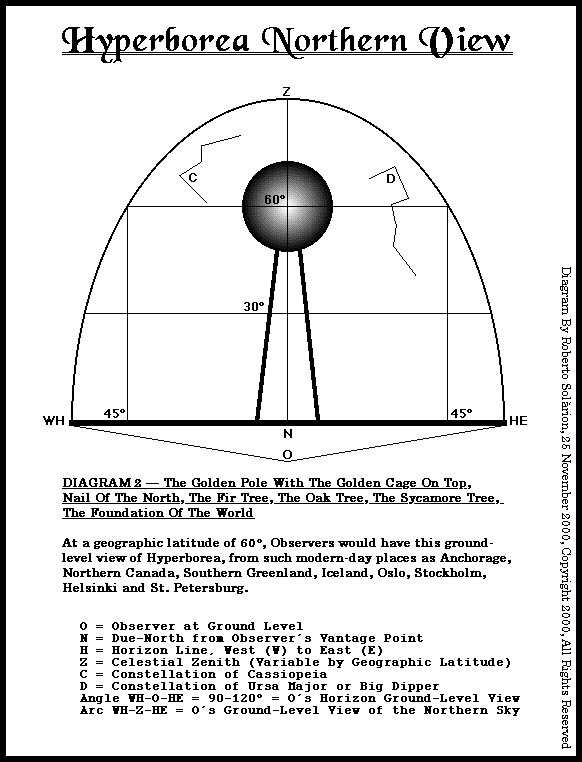 Hyperborea Northern View
Z
C
D
60°
30°
45°
45°
WH
HE
N
O
DIAGRAM 2 — The Golden Pole With The Golden Cage On Top,
Nail Of The North, The Fir Tree, The Oak Tree, The Sycamore Tree,
The Foundation Of The World
At a geographic latitude of 60°, Observers would have this ground-
level view of Hyperborea, from such modern-day places as Anchorage,
Northern Canada, Southern Greenland, Iceland, Oslo, Stockholm,
Helsinki and St. Petersburg.
O = Observer at Ground Level
N = Due-North from Observer's Vantage Point
H = Horizon Line, West (W) to East (E)
Z = Celestial Zenith (Variable by Geographic Latitude)
C = Constellation of Cassiopeia
D = Constellation of Ursa Major or Big Dipper
Angle WH-O-HE = 90-120° = O's Horizon Ground-Level View
Arc WH-Z-HE = O's Ground-Level View of the Northern Sky
Diagram By Roberto Solàrion, 25 November 2000, Copyright 2000, All Rights Reserved